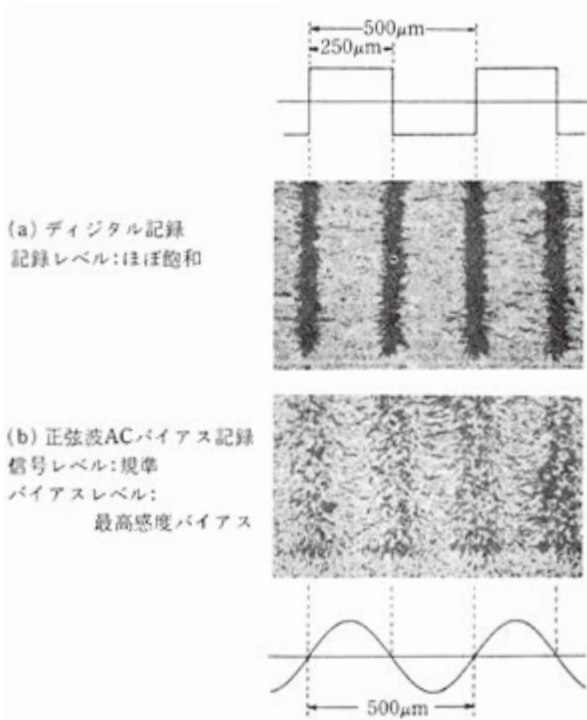 500μm
250μm
(a) ディジタル記録
記録レベル：ほぼ飽和
(b) 正弦波ACバイアス記録
信号レベル：規準
バイアスレベル：
最高感度バイアス
500μm